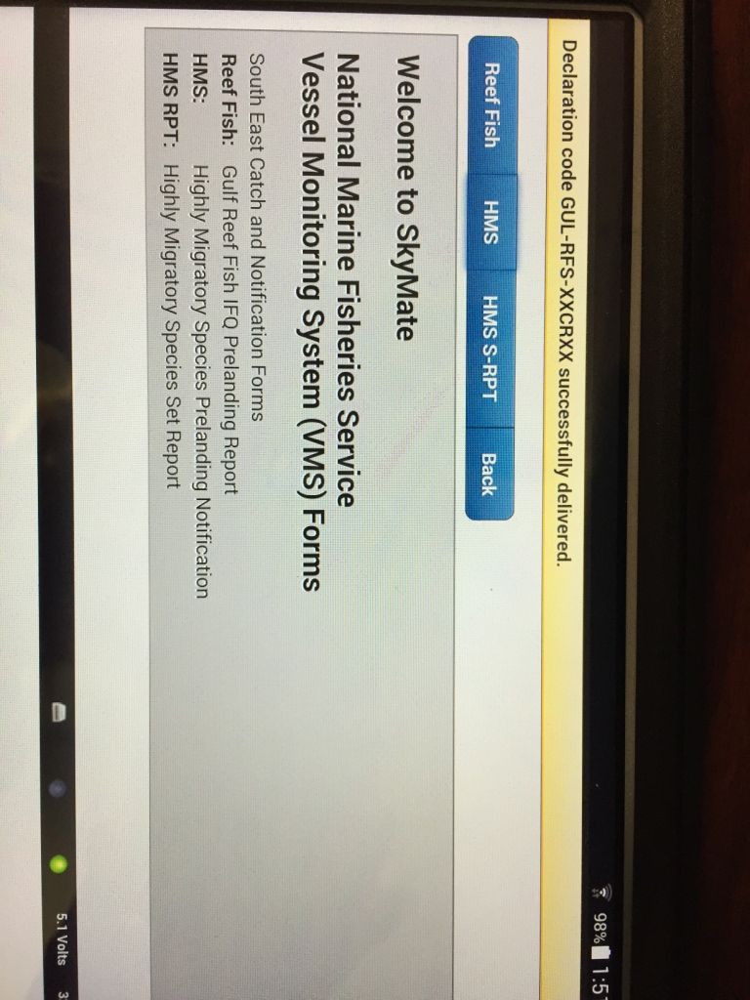 98% 1:5
Declaration code GUL-RFS-XXCRXX successfully delivered.
Reef Fish HMS HMS S-RPT Back
Welcome to SkyMate
National Marine Fisheries Service
Vessel Monitoring System (VMS) Forms
South East Catch and Notification Forms
Reef Fish: Gulf Reef Fish IFQ Prelanding Report
HMS: Highly Migratory Species Prelanding Notification
HMS RPT: Highly Migratory Species Set Report
5.1 Volts